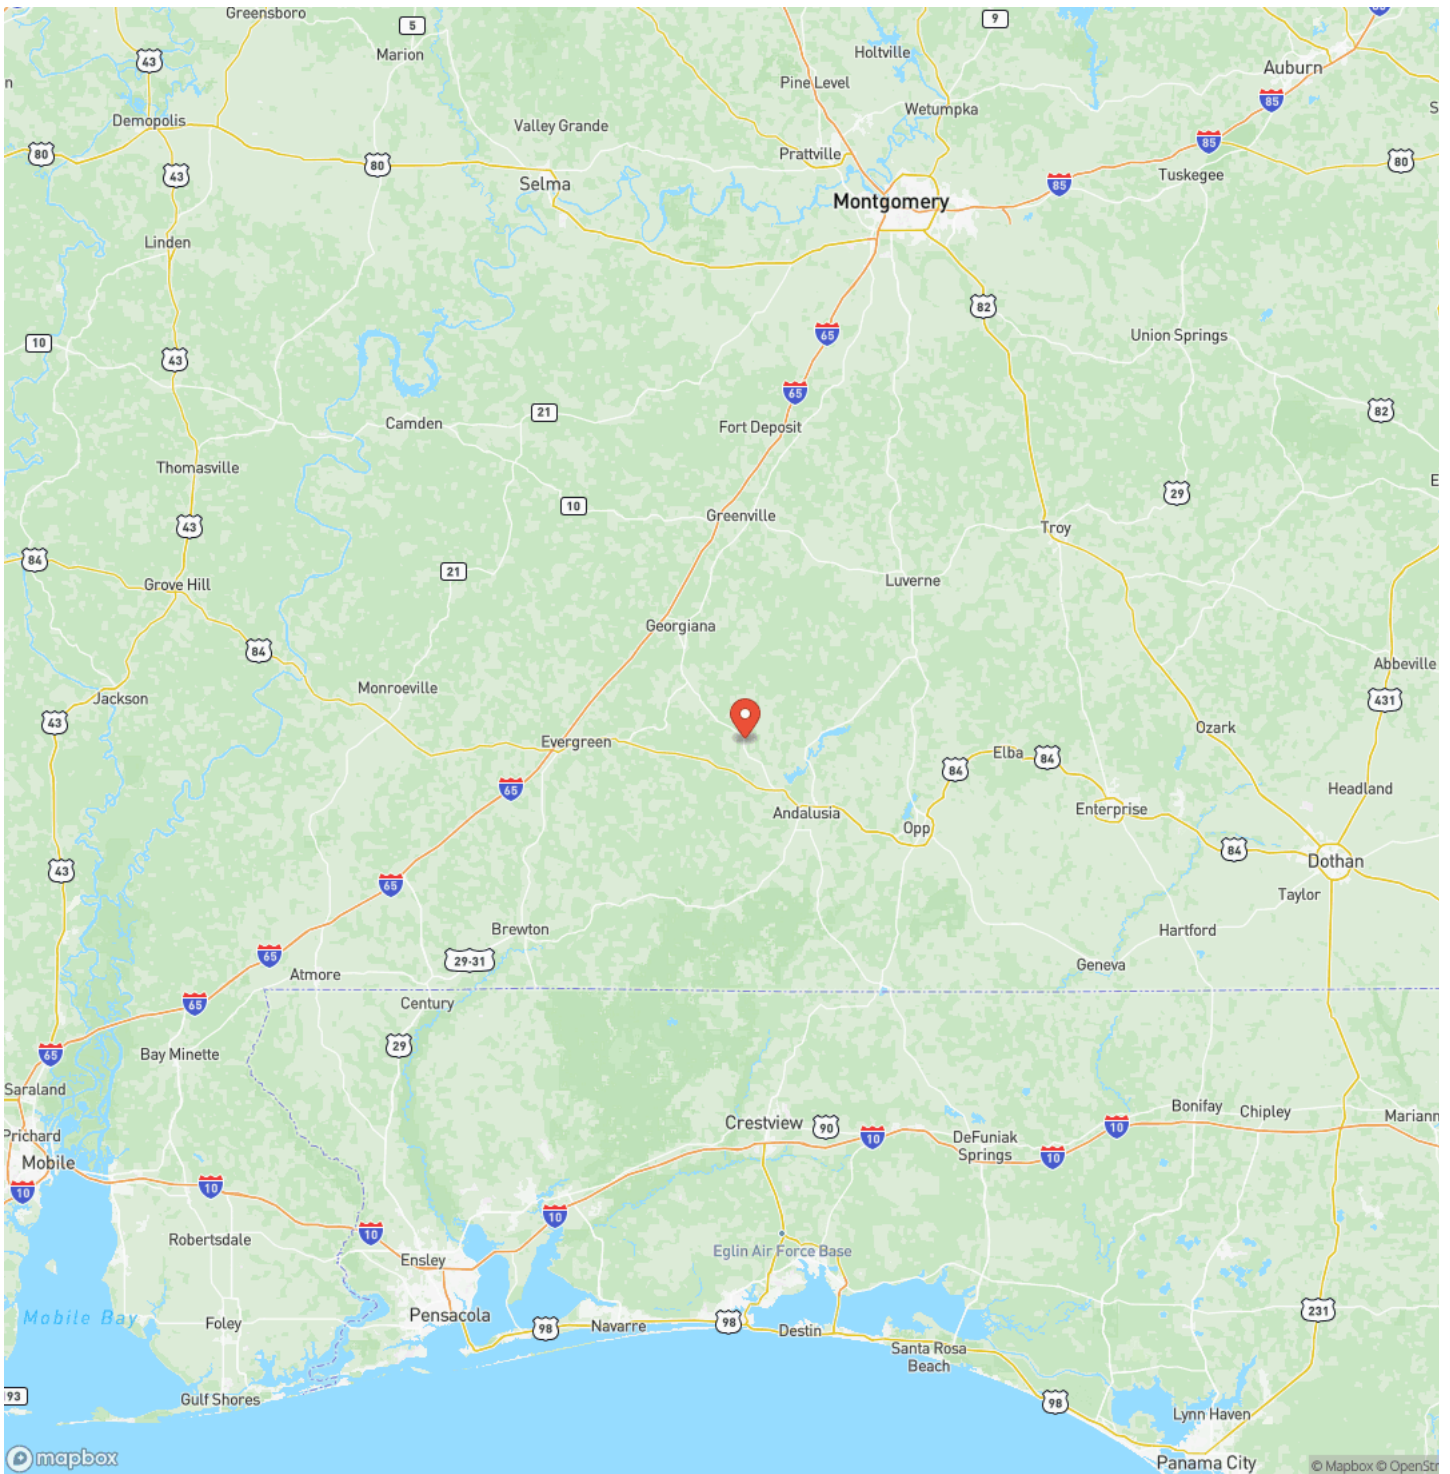 Greensboro
5
9
85
Marion
Holtville
43
Auburn
n
Pine Level
85
Wetumpka
S
Demopolis
Valley Grande
85
80
Prattville
80
80
43
Selma
85
Tuskegee
Montgomery
Linden
82
65
Union Springs
10
43
65
21
82
Camden
Fort Deposit
Thomasville
E
29
10
Greenville
43
Troy
84
21
Luverne
Grove Hill
Georgiana
84
Abbeville
Monroeville
Jackson
431
43
Ozark
Evergreen
Elba
84
84
65
Headland
Enterprise
Andalusia
Opp
84
Dothan
43
65
Taylor
Brewton
Hartford
65
29-31
Geneva
Atmore
65
Century
29
65
Bay Minette
Saraland
Bonifay
Chipley
Mariann
Crestview
90
10
10
Prichard
DeFuniak
Springs
10
Mobile
10
10
10
10
Robertsdale
Eglin Air Force Base
Ensley
231
Pensacola
Mobile Bay
Foley
98
Navarre
98
Destin
Santa Rosa
Beach
93
Gulf Shores
98
Lynn Haven
mapbox
Panama City
© Mapbox © OpenStr